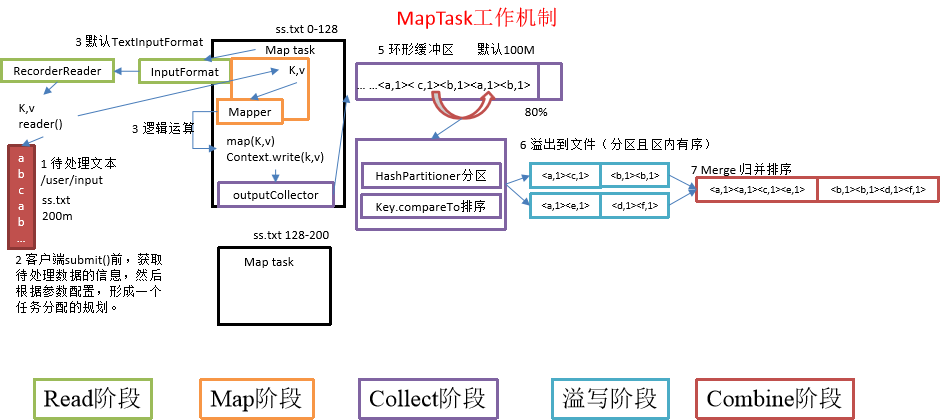 MapTask工作机制
ss.txt 0-128
3 默认TextInputFormat
Map task
5 环形缓冲区 默认100M
RecorderReader
InputFormat
K,v
... ...<a,1>< c,1><b,1><a,1><b,1>
80%
K,v
reader()
Mapper
3 逻辑运算
map(K,v)
Context.write(k,v)
outputCollector
a
b
c
a
b
...
1 待处理文本
/user/input
ss.txt
200m
HashPartitioner分区
Key.compareTo排序
6 溢出到文件（分区且区内有序）
<a,1><c,1>
<b,1><b,1>
<a,1><e,1>
<d,1><f,1>
7 Merge 归并排序
<a,1><a,1><c,1><e,1>
<b,1><b,1><d,1><f,1>
2 客户端submit()前，获取
待处理数据的信息，然后
根据参数配置，形成一个
任务分配的规划。
ss.txt 128-200
Map task
Read阶段
Map阶段
Collect阶段
溢写阶段
Combine阶段